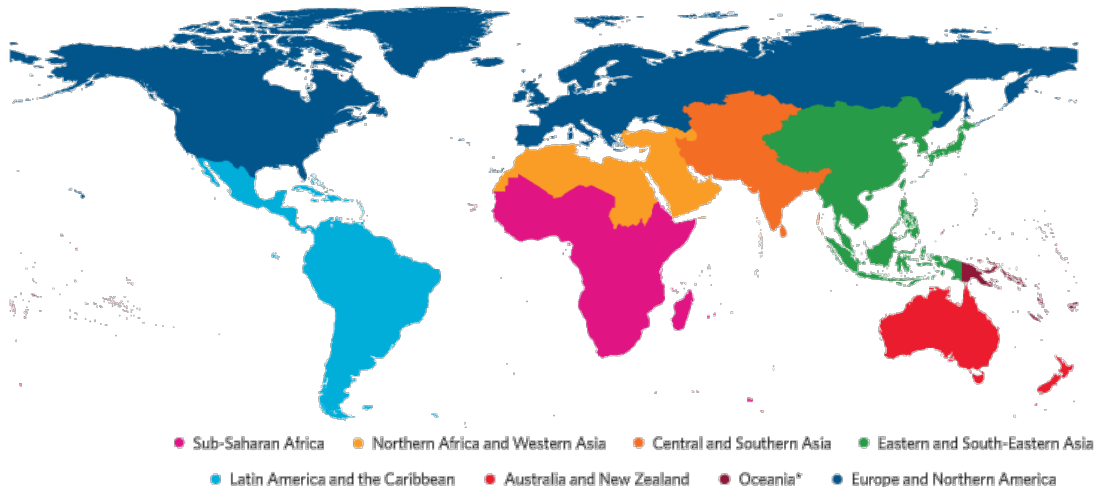 Sub-Saharan Africa Northern Africa and Western Asia Central and Southern Asia Eastern and South-Eastern Asia
Latin America and the Caribbean Australia and New Zealand Oceania* Europe and Northern America